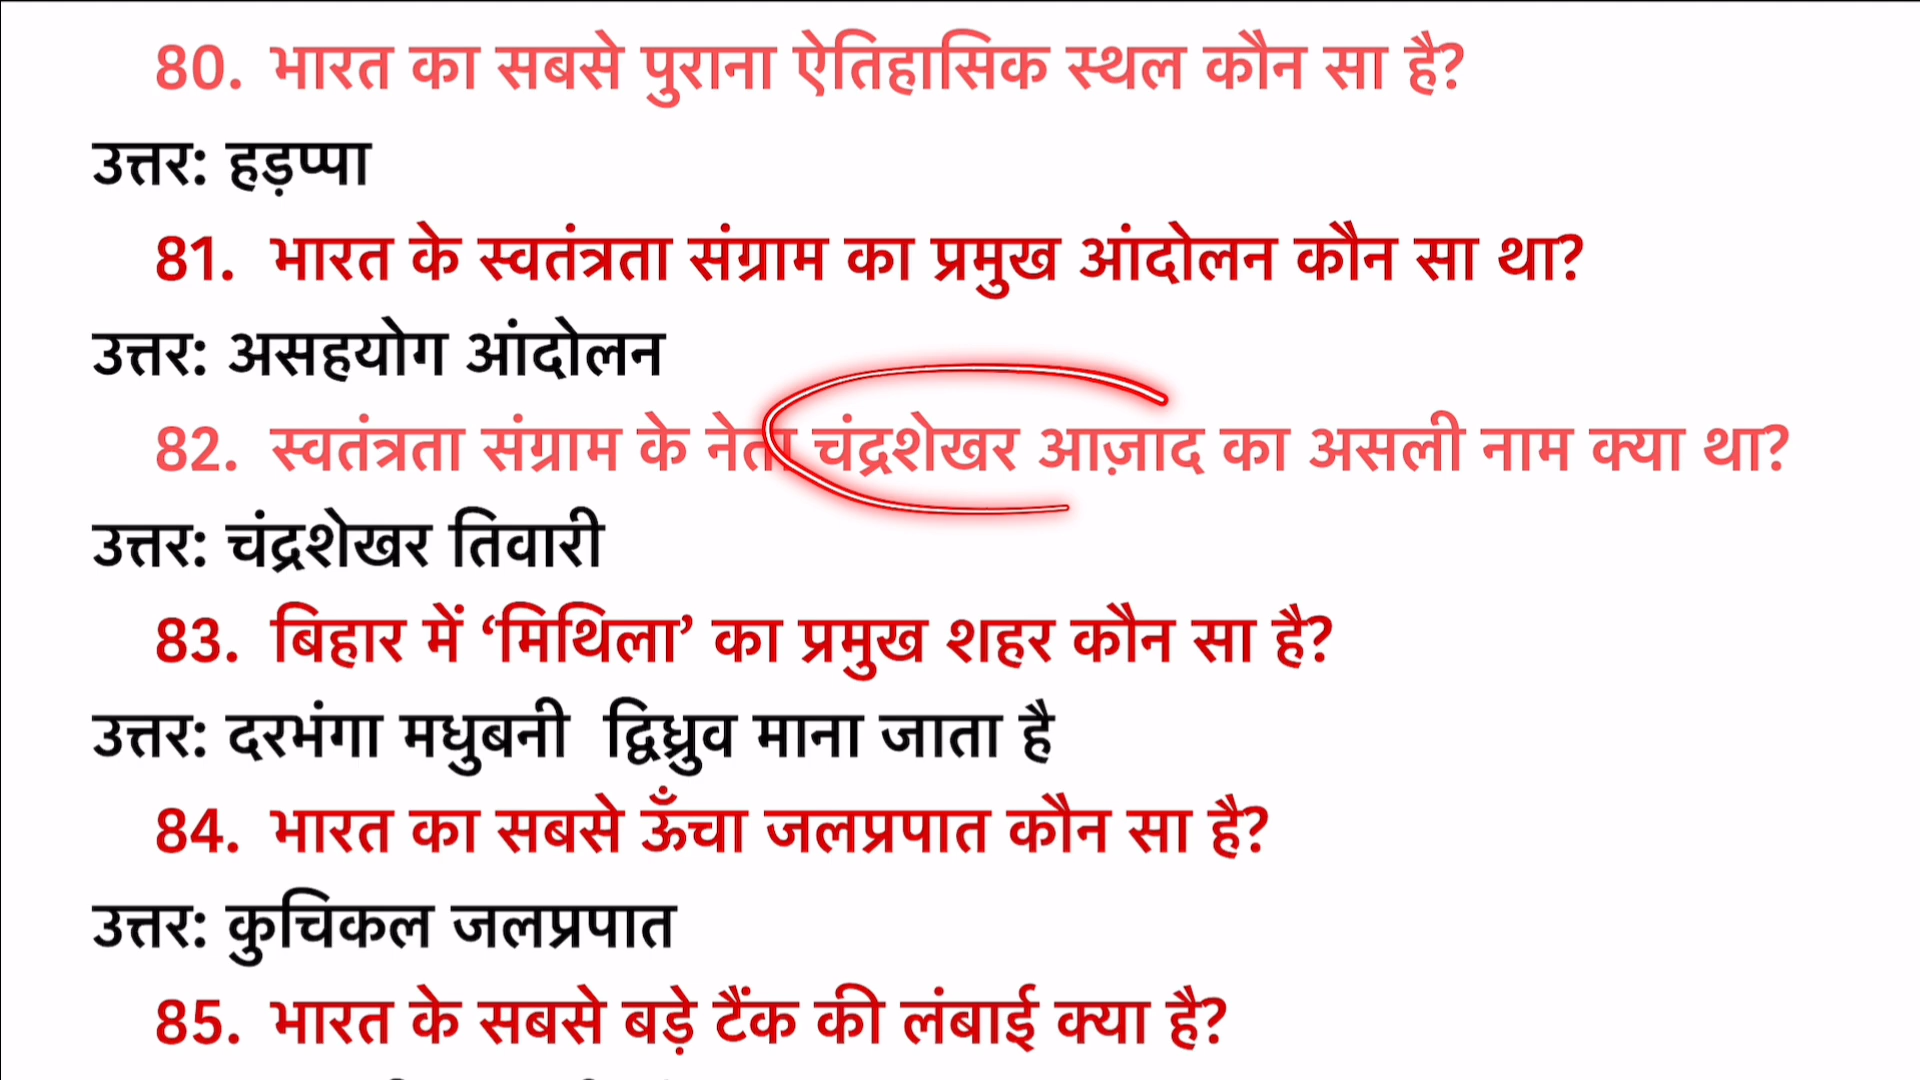 80. भारत का सबसे पुराना ऐतिहासिक स्थल कौन सा है?
उत्तर: हड़प्पा
81. भारत के स्वतंत्रता संग्राम का प्रमुख आंदोलन कौन सा था?
उत्तर: असहयोग आंदोलन
82. स्वतंत्रता संग्राम के नेता चंद्रशेखर आज़ाद का असली नाम क्या था?
उत्तर: चंद्रशेखर तिवारी
83. बिहार में ‘मिथिला’ का प्रमुख शहर कौन सा है?
उत्तर: दरभंगा मधुबनी द्विध्रुव माना जाता है
84. भारत का सबसे ऊँचा जलप्रपात कौन सा है?
उत्तर: कुचिकल जलप्रपात
85. भारत के सबसे बड़े टैंक की लंबाई क्या है?